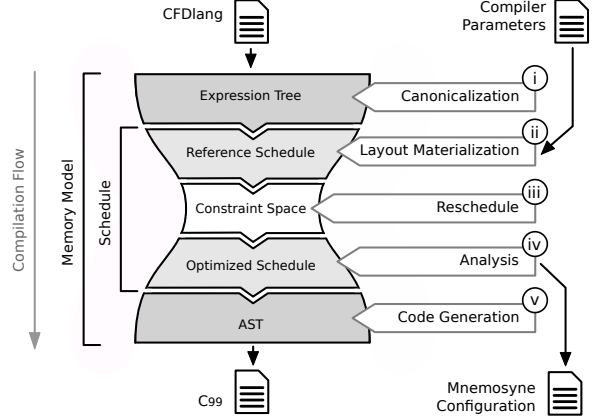 CFDlang
Compiler
Parameters
i
Expression Tree
Canonicalization
ii
Reference Schedule
Layout Materialization
iii
Constraint Space
Reschedule
iv
Optimized Schedule
Analysis
v
AST
Code Generation
Compilation Flow
Memory Model
Schedule
C99
Mnemosyne
Configuration